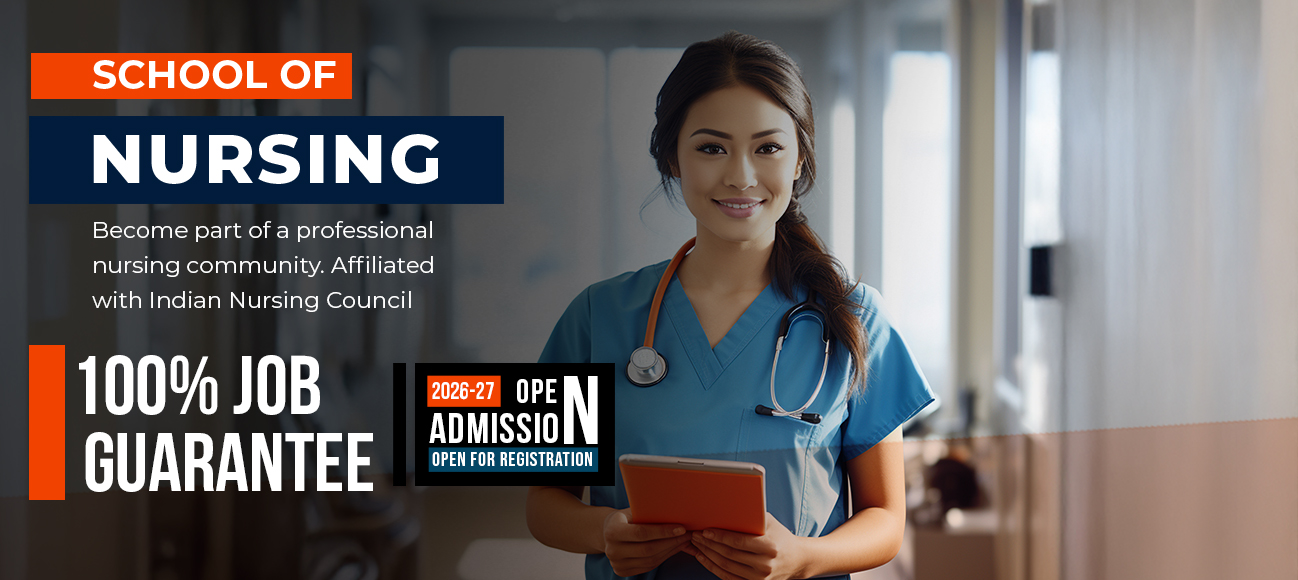 SCHOOL OF
NURSING
Become part of a professional
nursing community. Affiliated
with Indian Nursing Council
100% JOB
GUARANTEE
2026-27 OPEN
ADMISSION
OPEN FOR REGISTRATION